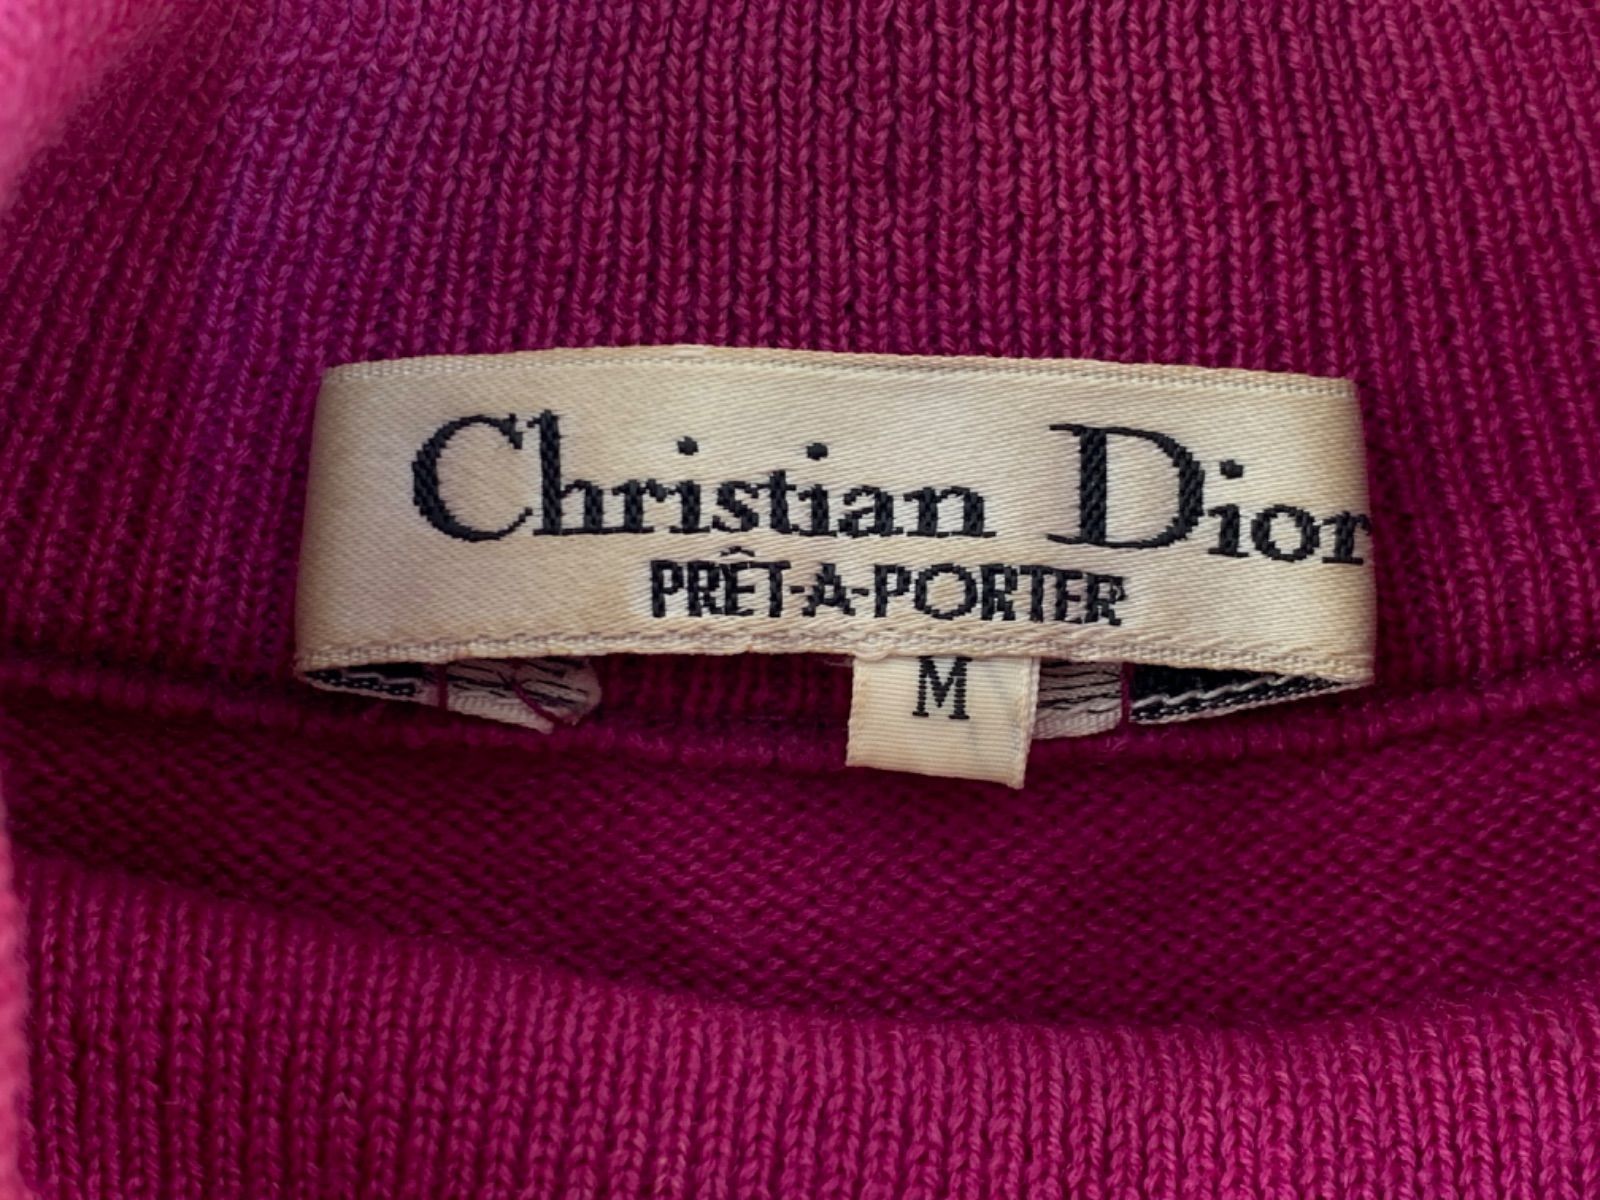 Christian Dior
PRÊT-A-PORTER
M